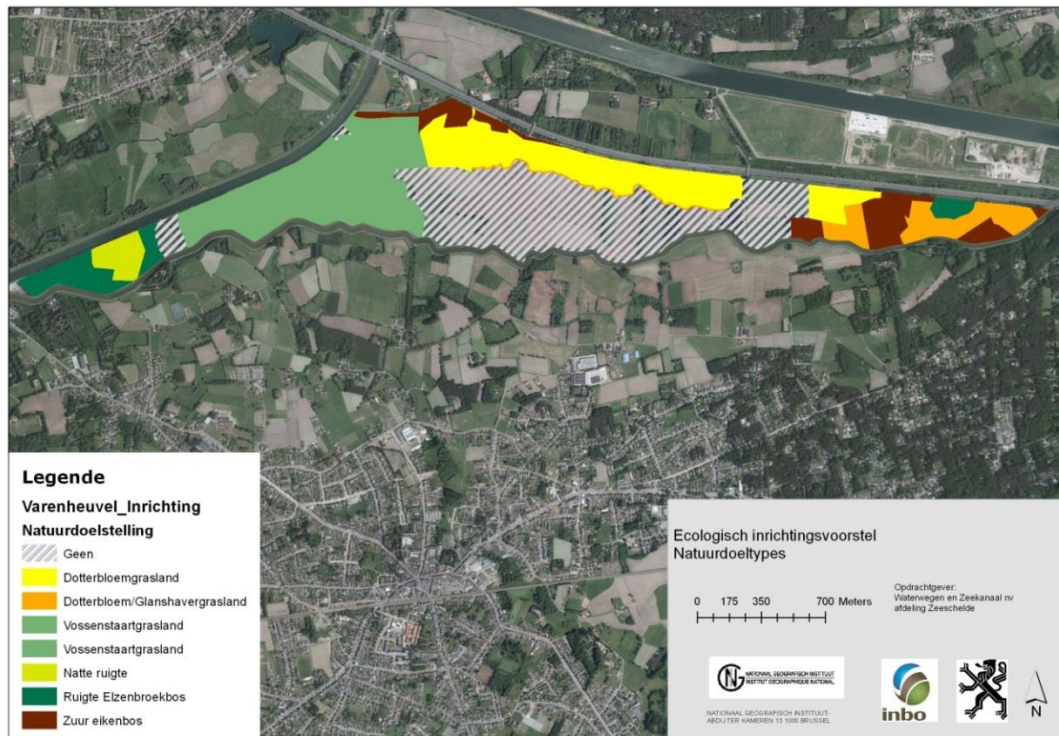 Legende
Varenheuvel_Inrichting
Natuurdoelstelling
Geen
Dotterbloemgrasland
Dotterbloem/Glanshavergrasland
Vossenstaartgrasland
Vossenstaartgrasland
Natte ruigte
Ruigte Elzenbroekbos
Zuur eikenbos
Ecologisch inrichtingsvoorstel
Natuurdoeltypes
0 175 350 700 Meters
Opdrachtgever:
Waterwegen en Zeekanaal nv
afdeling Zeeschelde
NATIONAAL GEOGRAFISCH INSTITUUT
INSTITUT GEOGRAPHIQUE NATIONAL
NATIONAAL GEOGRAFISCH INSTITUUT-
ABDIJTER KAMEREN 13 1000 BRUSSEL
inbo
N